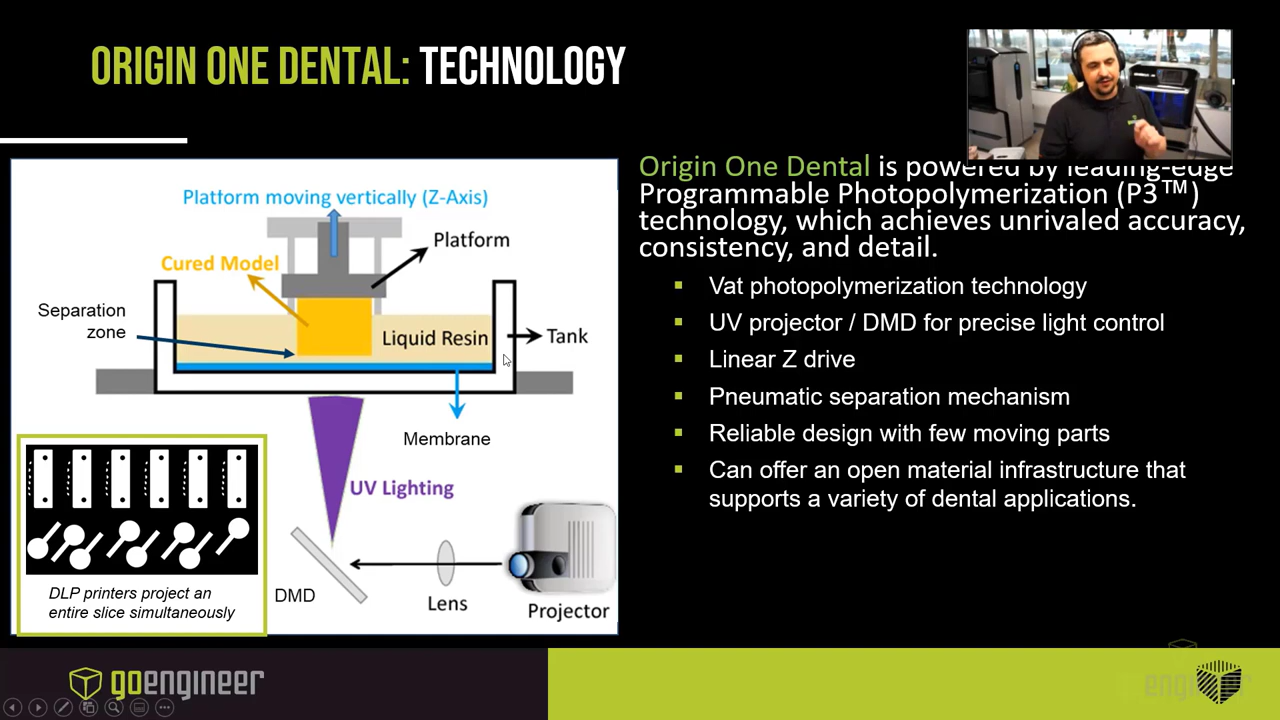 ORIGIN ONE DENTAL: TECHNOLOGY
Platform moving vertically (Z-Axis)
Platform
Cured Model
Separation
zone
Liquid Resin
Tank
Membrane
UV Lighting
DMD
Lens
Projector
DLP printers project an
entire slice simultaneously
Origin One Dental is powered by leading-edge
Programmable Photopolymerization (P3™)
technology, which achieves unrivaled accuracy,
consistency, and detail.
▪ Vat photopolymerization technology
▪ UV projector / DMD for precise light control
▪ Linear Z drive
▪ Pneumatic separation mechanism
▪ Reliable design with few moving parts
▪ Can offer an open material infrastructure that
supports a variety of dental applications.
goengineer